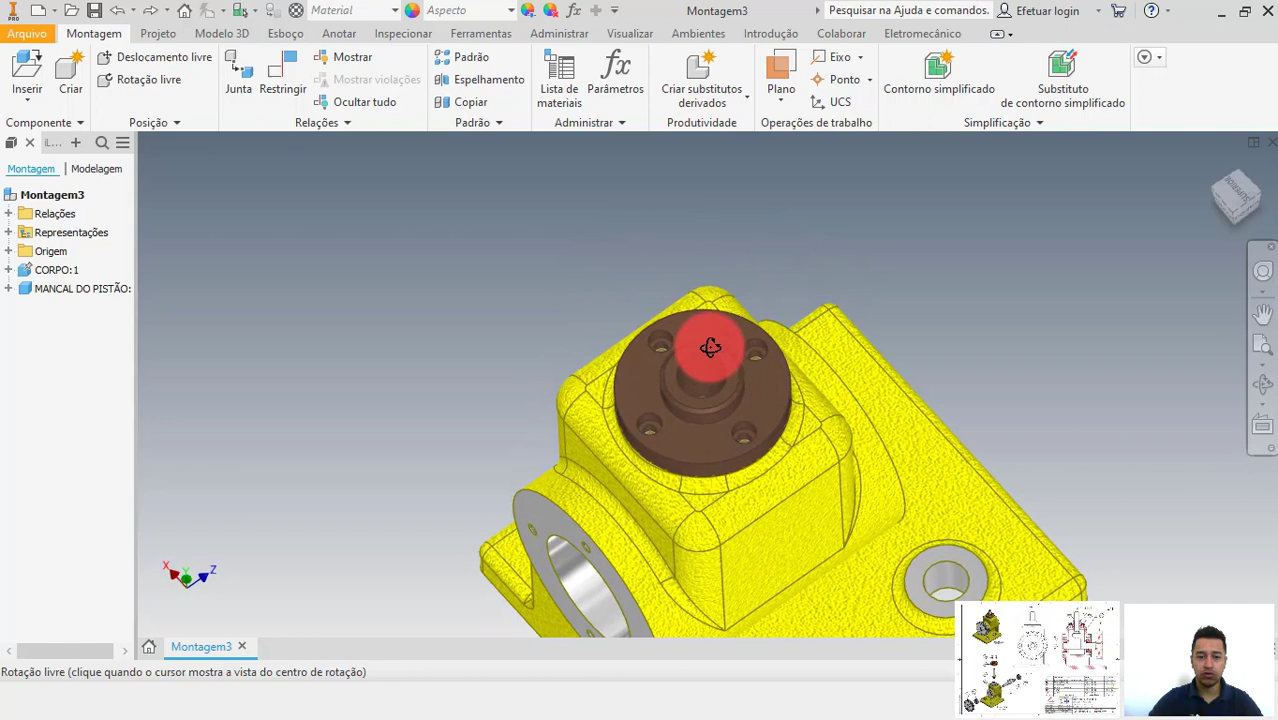 PRO
Material
Aspecto
Montagem3
Pesquisar na Ajuda e comandos.
Efetuar login
Arquivo
Montagem
Projeto
Modelo 3D
Esboço
Anotar
Inspecionar
Ferramentas
Administrar
Visualizar
Ambientes
Introdução
Colaborar
Eletromecânico
Inserir
Criar
Componente
Deslocamento livre
Rotação livre
Posição
Junta
Restringir
Mostrar
Mostrar violações
Ocultar tudo
Relações
Padrão
Espelhamento
Copiar
Padrão
Lista de
materiais
Parâmetros
Administrar
Criar substitutos
derivados
Produtividade
Plano
Eixo
Ponto
UCS
Operações de trabalho
Contorno simplificado
Substituto
de contorno simplificado
Simplificação
iL...
Montagem
Modelagem
Montagem3
Relações
Representações
Origem
CORPO:1
MANCAL DO PISTÃO:
X
Y
Z
Montagem3
Rotação livre (clique quando o cursor mostra a vista do centro de rotação)